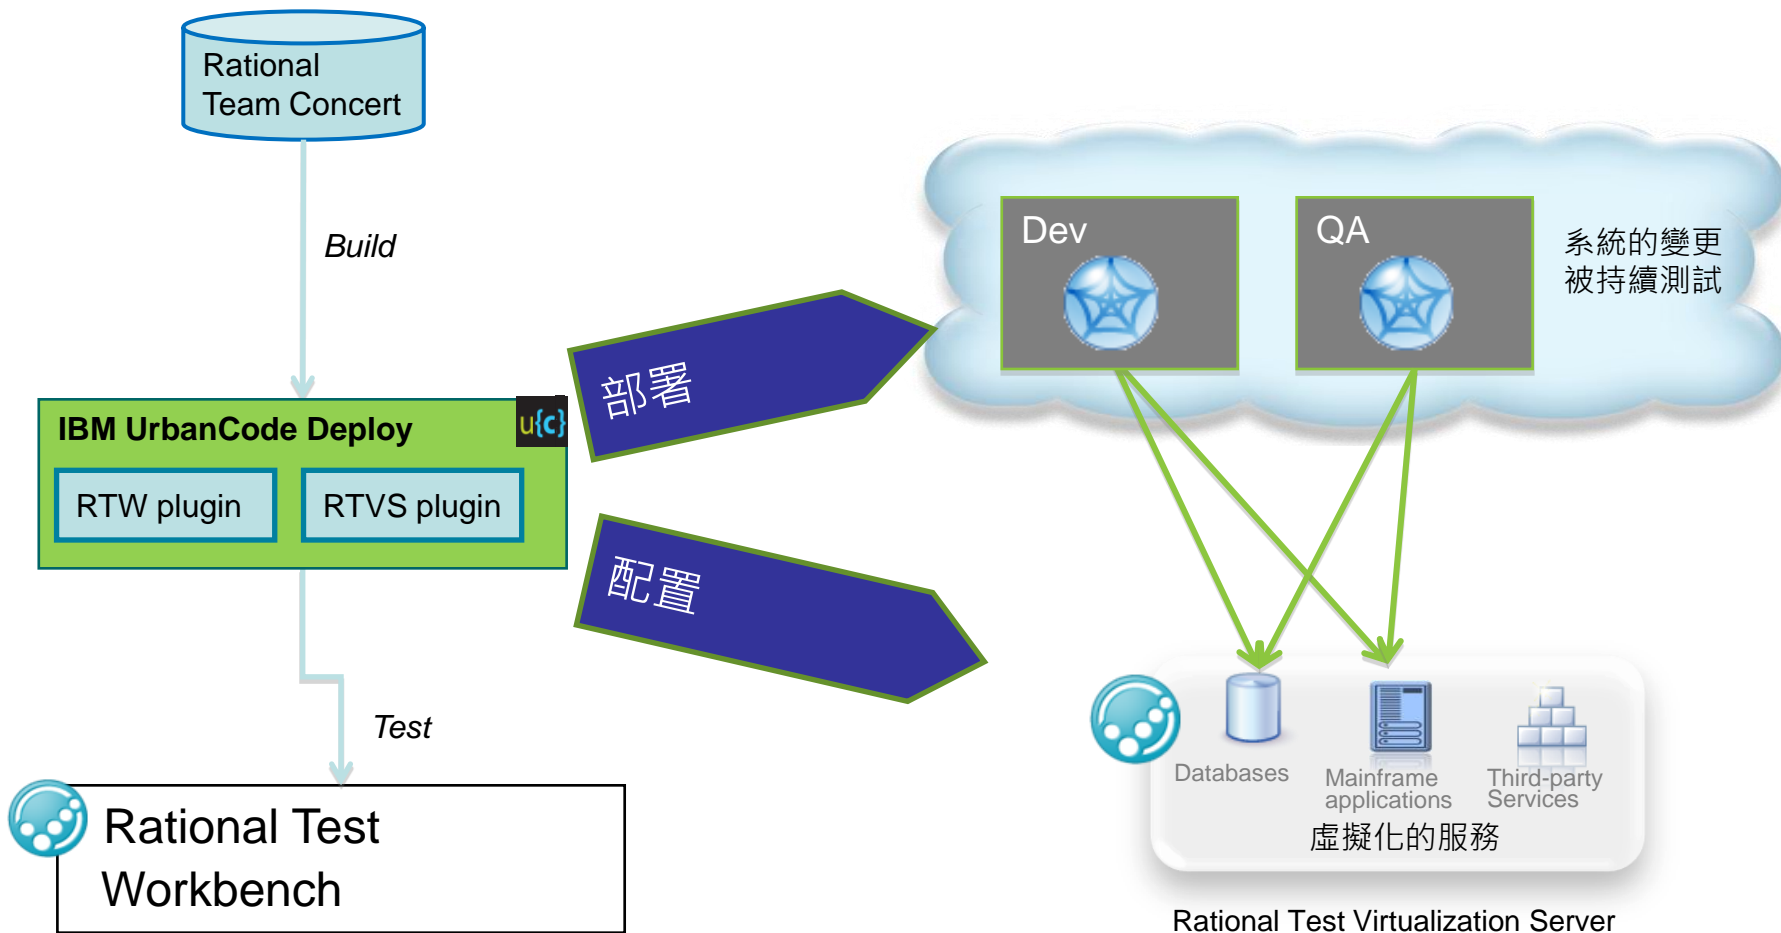 Rational
Team Concert
Build
IBM UrbanCode Deploy
u{c}
RTW plugin
RTVS plugin
Test
Rational Test
Workbench
部署
配置
Dev
QA
系統的變更
被持續測試
Databases
Mainframe
applications
Third-party
Services
虛擬化的服務
Rational Test Virtualization Server